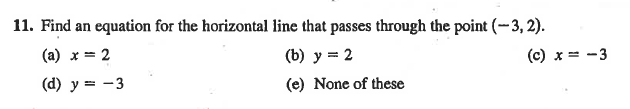 11. Find an equation for the horizontal line that passes through the point (−3, 2).
(a) x = 2 (b) y = 2 (c) x = −3
(d) y = −3 (e) None of these